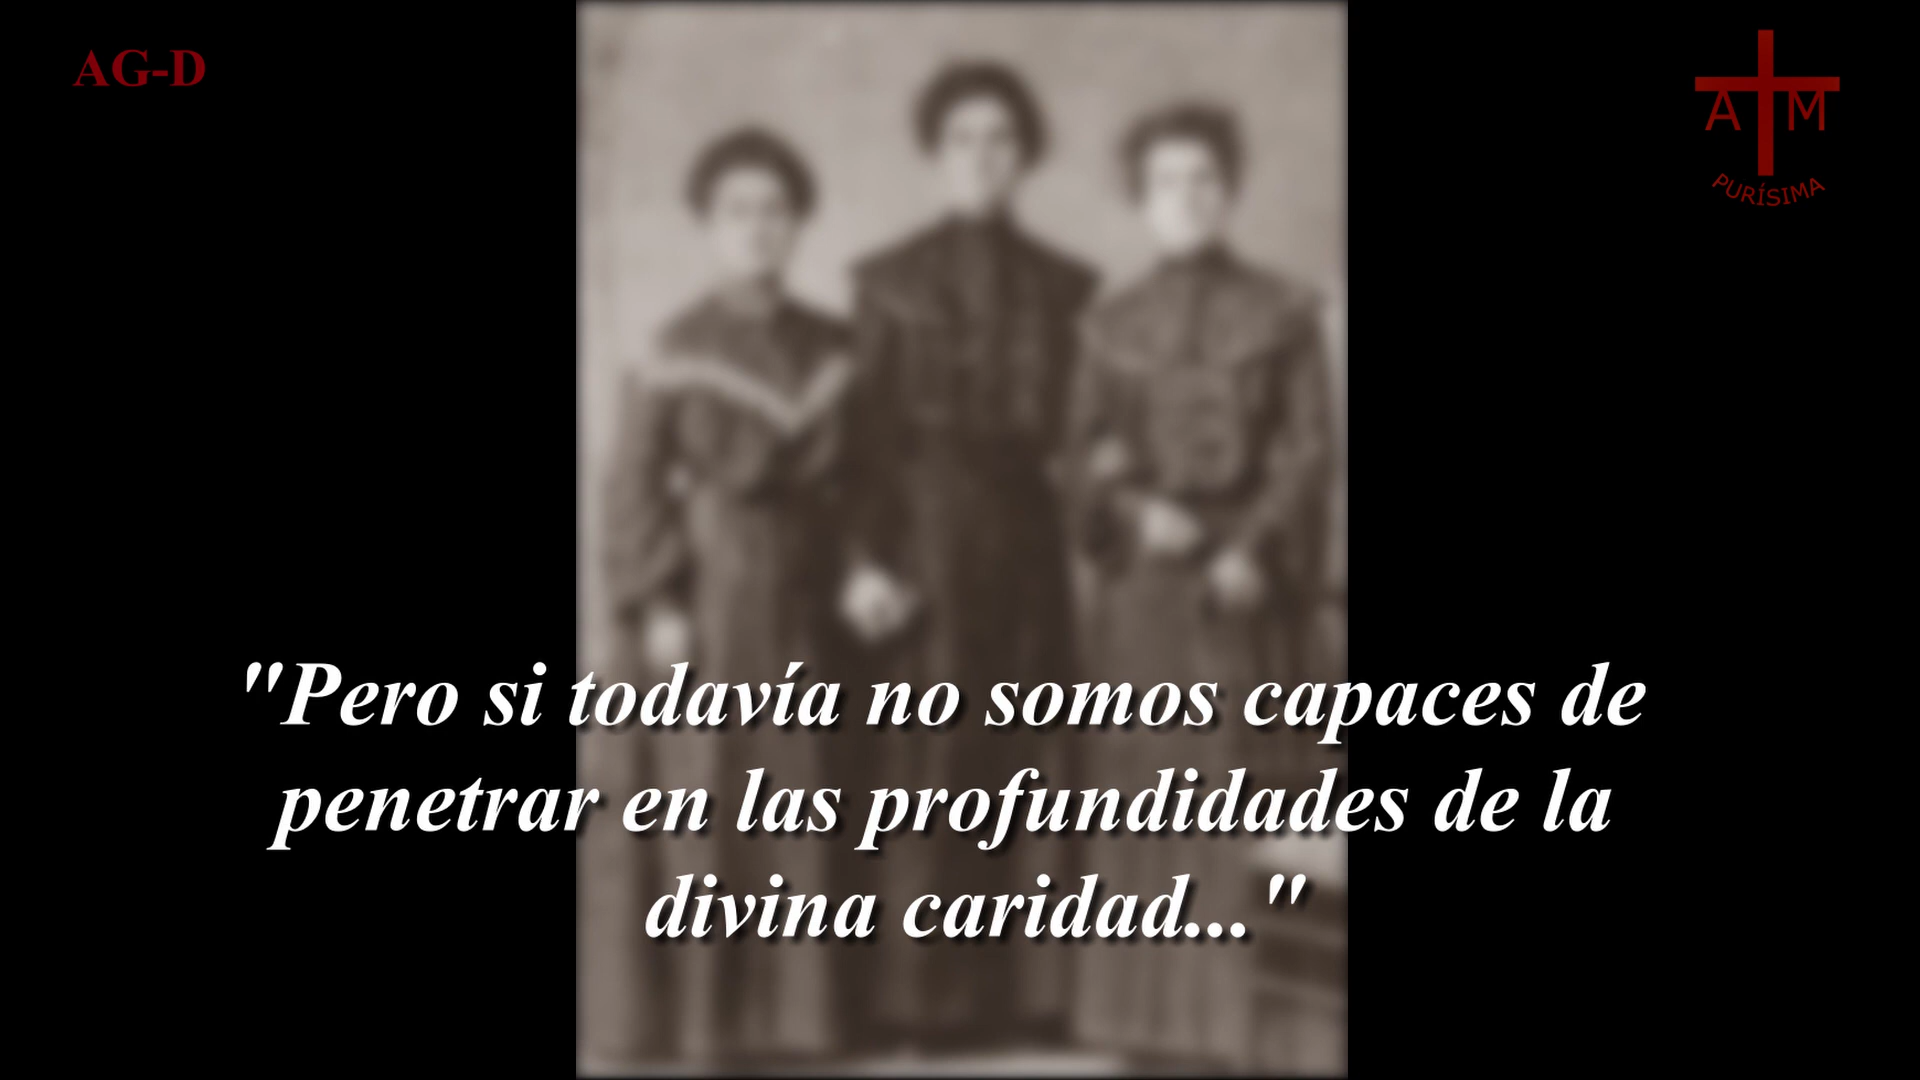 AG-D
A M
PURÍSIMA
"Pero si todavía no somos capaces de
penetrar en las profundidades de la
divina caridad..."